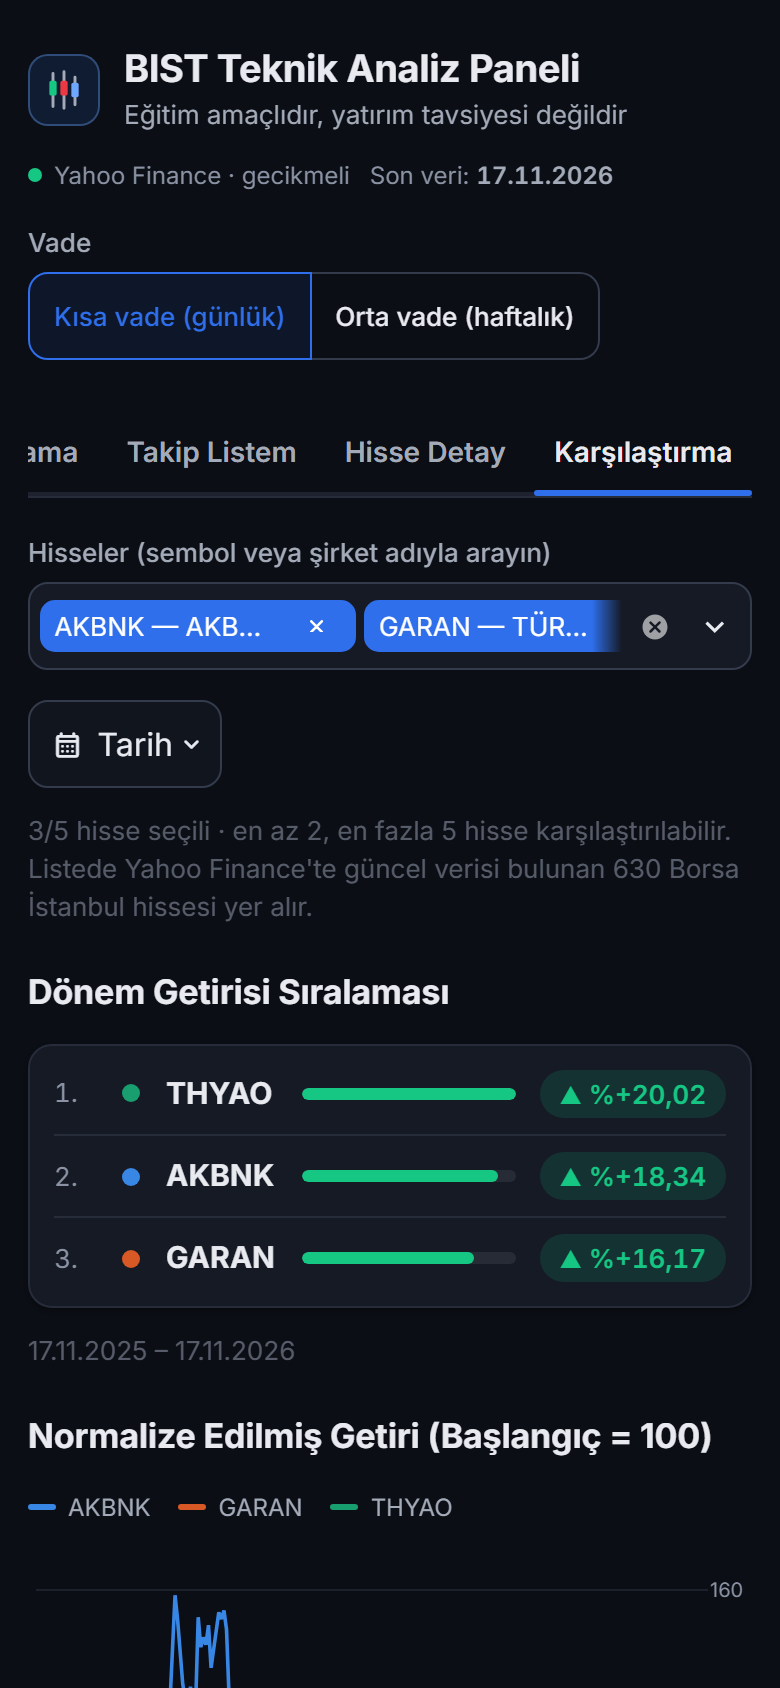 BIST Teknik Analiz Paneli
Eğitim amaçlıdır, yatırım tavsiyesi değildir
Yahoo Finance · gecikmeli Son veri: 17.11.2026
Vade
Kısa vade (günlük) Orta vade (haftalık)
ama Takip Listem Hisse Detay Karşılaştırma
Hisseler (sembol veya şirket adıyla arayın)
AKBNK — AKB... × GARAN — TÜR...
Tarih
3/5 hisse seçili · en az 2, en fazla 5 hisse karşılaştırılabilir.
Listede Yahoo Finance'te güncel verisi bulunan 630 Borsa
İstanbul hissesi yer alır.
Dönem Getirisi Sıralaması
1. THYAO ▲ %+20,02
2. AKBNK ▲ %+18,34
3. GARAN ▲ %+16,17
17.11.2025 – 17.11.2026
Normalize Edilmiş Getiri (Başlangıç = 100)
AKBNK GARAN THYAO
160